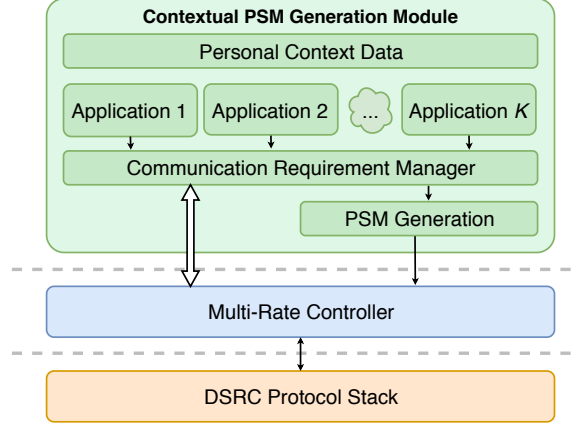 Contextual PSM Generation Module
Personal Context Data
Application 1
Application 2
...
Application K
Communication Requirement Manager
PSM Generation
Multi-Rate Controller
DSRC Protocol Stack